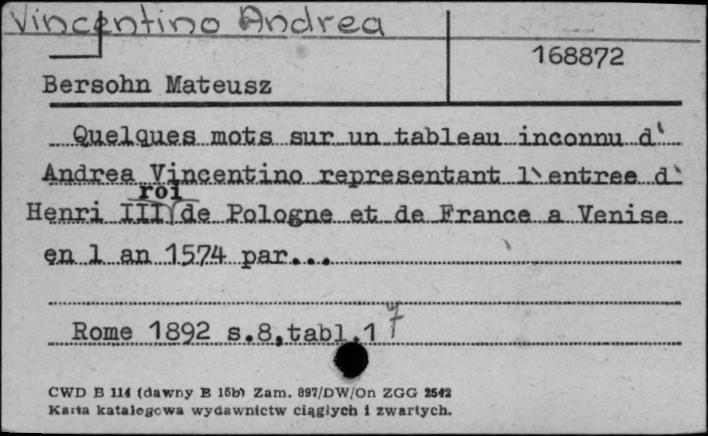 Vincentino Andrea
168872
Bersohn Mateusz
Quelques mots sur un tableau inconnu d'
Andrea Vincentino representant l`entree d`
roi
Henri III de Pologne et de France a Venise
en l an 1574 par...
Rome 1892 s.8,tabl.1
CWD B 114 (dawny B 15b) Zam. 897/DW/On ZGG 2542
Karta katalogowa wydawnictw ciągłych i zwartych.